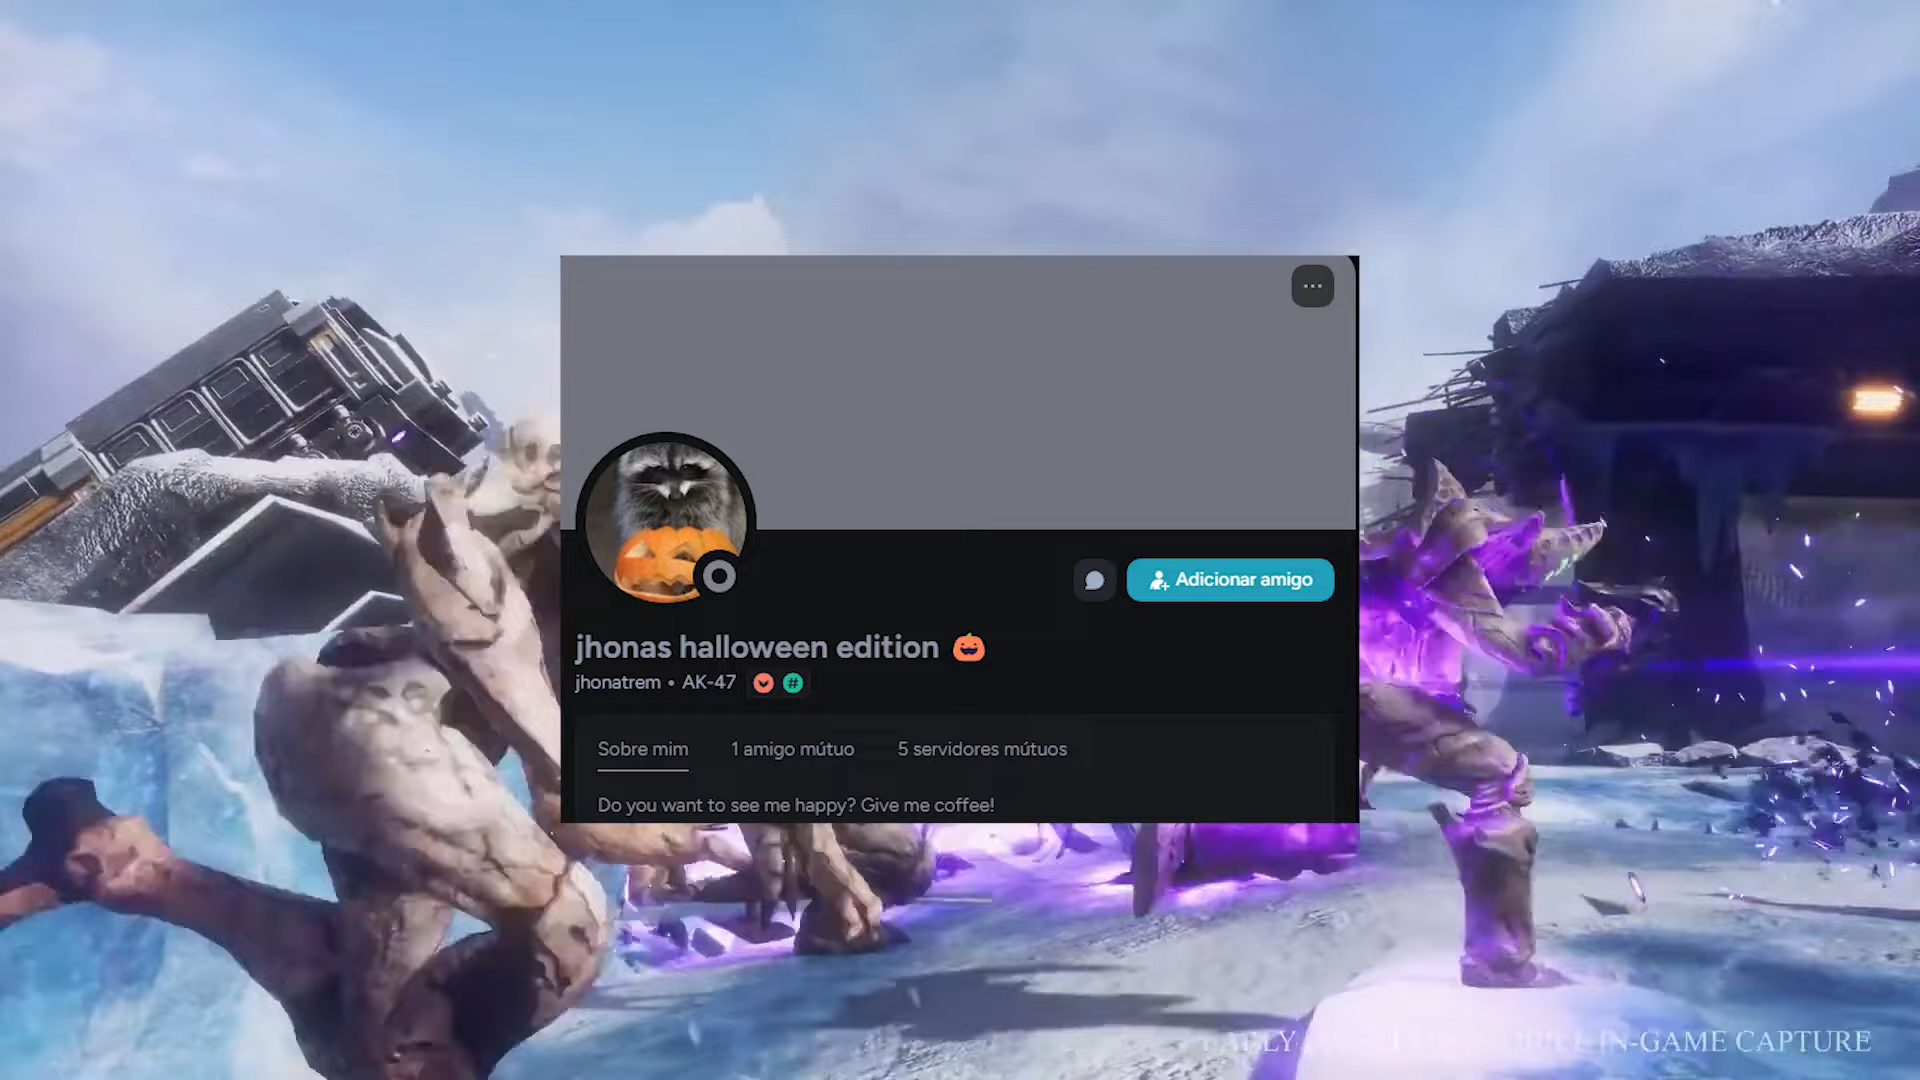 Adicionar amigo
jhonas halloween edition 🎃
jhonatrem • AK-47
Sobre mim 1 amigo mútuo 5 servidores mútuos
Do you want to see me happy? Give me coffee!
IN-GAME CAPTURE